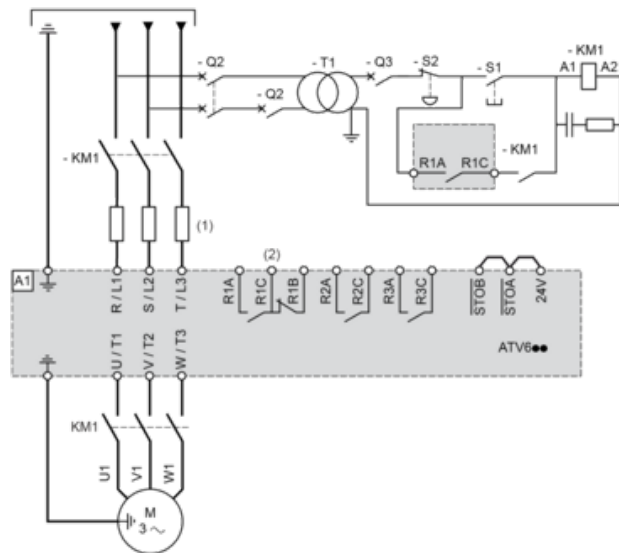 - Q2
- T1
- Q3
- S2
- S1
- KM1
A1
A2
- Q2
- KM1
R1A
R1C
- KM1
(1)
(2)
A1
R / L1
S / L2
T / L3
R1A
R1C
R1B
R2A
R2C
R3A
R3C
STOB
STOA
24V
U / T1
V / T2
W / T3
ATV6●●
KM1
U1
V1
W1
M
3 ~